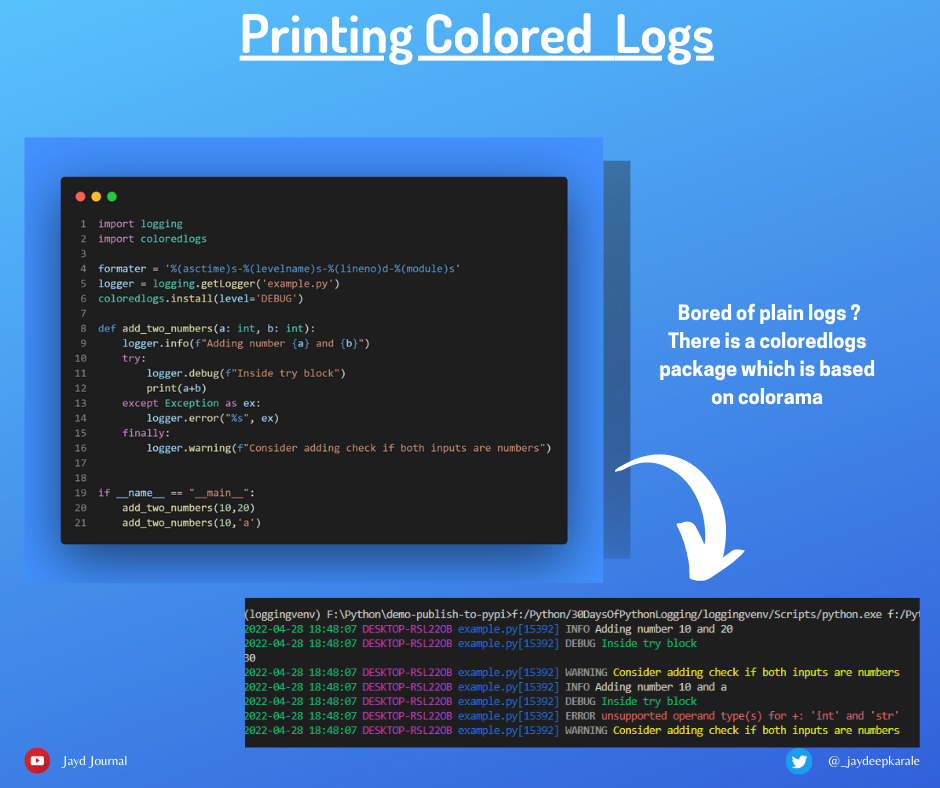 Printing Colored Logs
1 import logging
2 import coloredlogs
3
4 formater = '%(asctime)s-%(levelname)s-%(lineno)d-%(module)s'
5 logger = logging.getLogger('example.py')
6 coloredlogs.install(level='DEBUG')
7
8 def add_two_numbers(a: int, b: int):
9     logger.info(f"Adding number {a} and {b}")
10     try:
11         logger.debug(f"Inside try block")
12         print(a+b)
13     except Exception as ex:
14         logger.error("%s", ex)
15     finally:
16         logger.warning(f"Consider adding check if both inputs are numbers")
17
18
19 if __name__ == "__main__":
20     add_two_numbers(10,20)
21     add_two_numbers(10,'a')
Bored of plain logs ?
There is a coloredlogs
package which is based
on colorama
(loggingvenv) F:\Python\demo-publish-to-pypi>f:/Python/30DaysOfPythonLogging/loggingvenv/Scripts/python.exe f:/Pyt
2022-04-28 18:48:07 DESKTOP-RSL22OB example.py[15392] INFO Adding number 10 and 20
2022-04-28 18:48:07 DESKTOP-RSL22OB example.py[15392] DEBUG Inside try block
30
2022-04-28 18:48:07 DESKTOP-RSL22OB example.py[15392] WARNING Consider adding check if both inputs are numbers
2022-04-28 18:48:07 DESKTOP-RSL22OB example.py[15392] INFO Adding number 10 and a
2022-04-28 18:48:07 DESKTOP-RSL22OB example.py[15392] DEBUG Inside try block
2022-04-28 18:48:07 DESKTOP-RSL22OB example.py[15392] ERROR unsupported operand type(s) for +: 'int' and 'str'
2022-04-28 18:48:07 DESKTOP-RSL22OB example.py[15392] WARNING Consider adding check if both inputs are numbers
Jayd Journal
@_jaydeepkarale